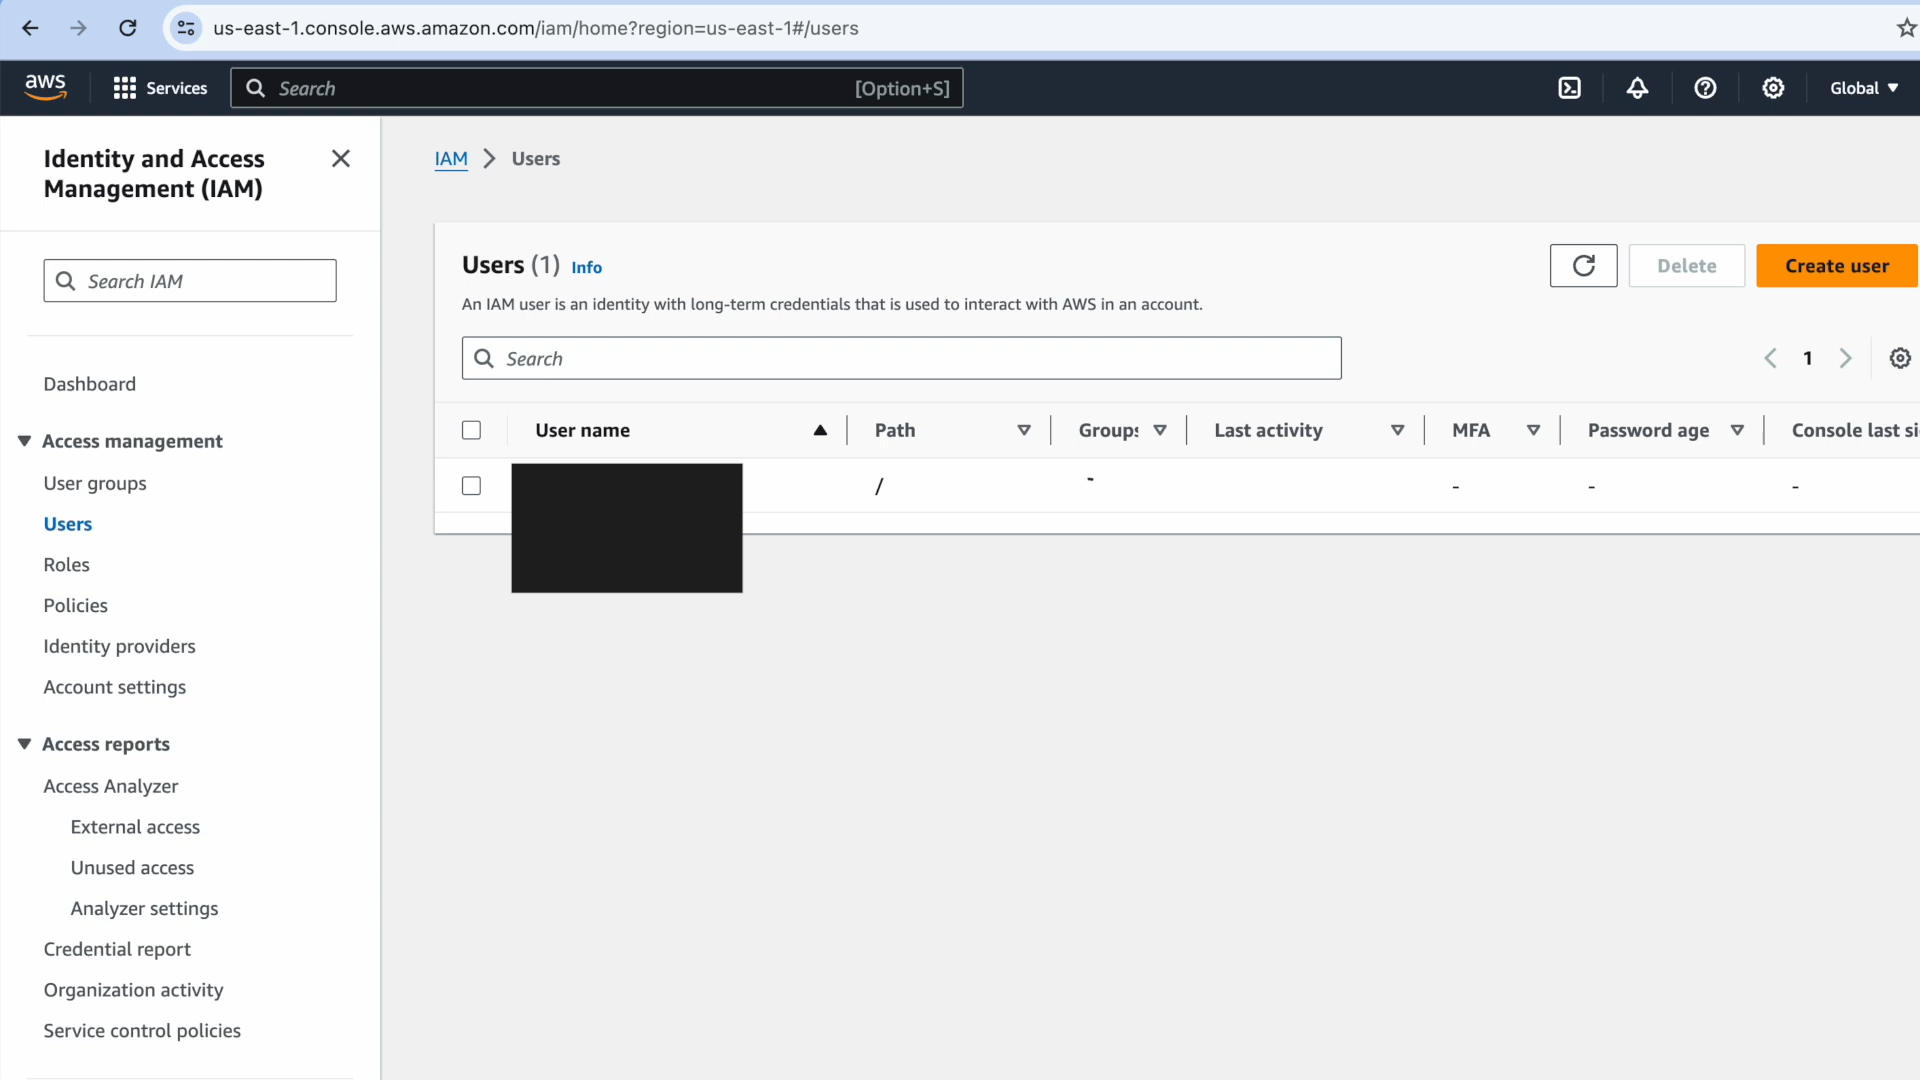 us-east-1.console.aws.amazon.com/iam/home?region=us-east-1#/users
aws
Services
Search
[Option+S]
Global
Identity and Access
Management (IAM)
Search IAM
Dashboard
Access management
User groups
Users
Roles
Policies
Identity providers
Account settings
Access reports
Access Analyzer
External access
Unused access
Analyzer settings
Credential report
Organization activity
Service control policies
IAM > Users
Users (1) Info
Delete
Create user
An IAM user is an identity with long-term credentials that is used to interact with AWS in an account.
Search
1
User name
Path
Groups
Last activity
MFA
Password age
Console last si
/
-
-
-